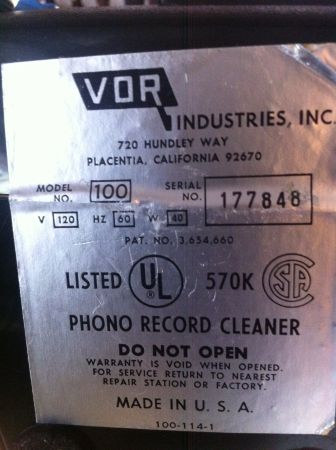 VOR
INDUSTRIES, INC.
720 HUNDLEY WAY
PLACENTIA, CALIFORNIA 92670
MODEL NO. 100 SERIAL NO. 177848
V 120 HZ 60 W 40
PAT. NO. 3,654,660
LISTED UL 570K SA
PHONO RECORD CLEANER
DO NOT OPEN
WARRANTY IS VOID WHEN OPENED.
FOR SERVICE RETURN TO NEAREST
REPAIR STATION OR FACTORY.
MADE IN U. S. A.
100-114-1